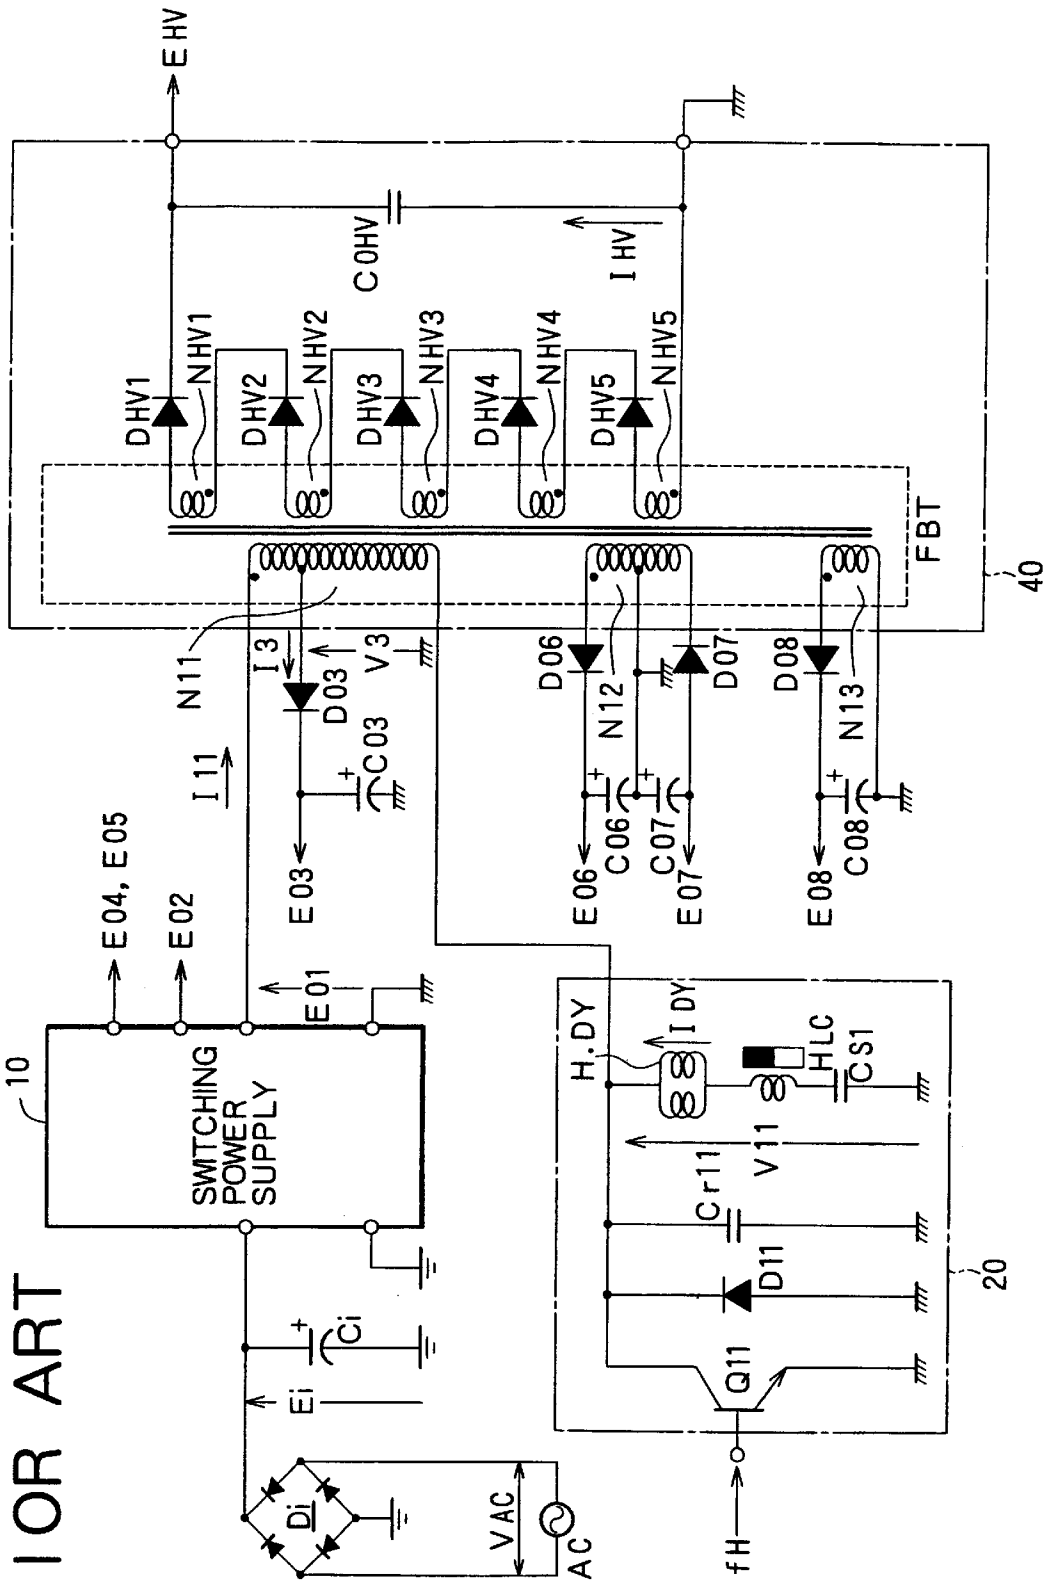 IOR ART
10
SWITCHING
POWER
SUPPLY
E04, E05
E02
E01
Ei
Ci
+
Di
VAC
AC
I11
N11
I3
V3
D03
C03
+
E03
DHV1
NHV1
DHV2
NHV2
DHV3
NHV3
DHV4
NHV4
DHV5
NHV5
C0HV
IHV
EHV
FBT
40
D06
N12
D07
D08
N13
C06
+
C07
+
C08
+
E06
E07
E08
H.DY
IDY
HLC
CS1
V11
Cr11
D11
Q11
fH
20